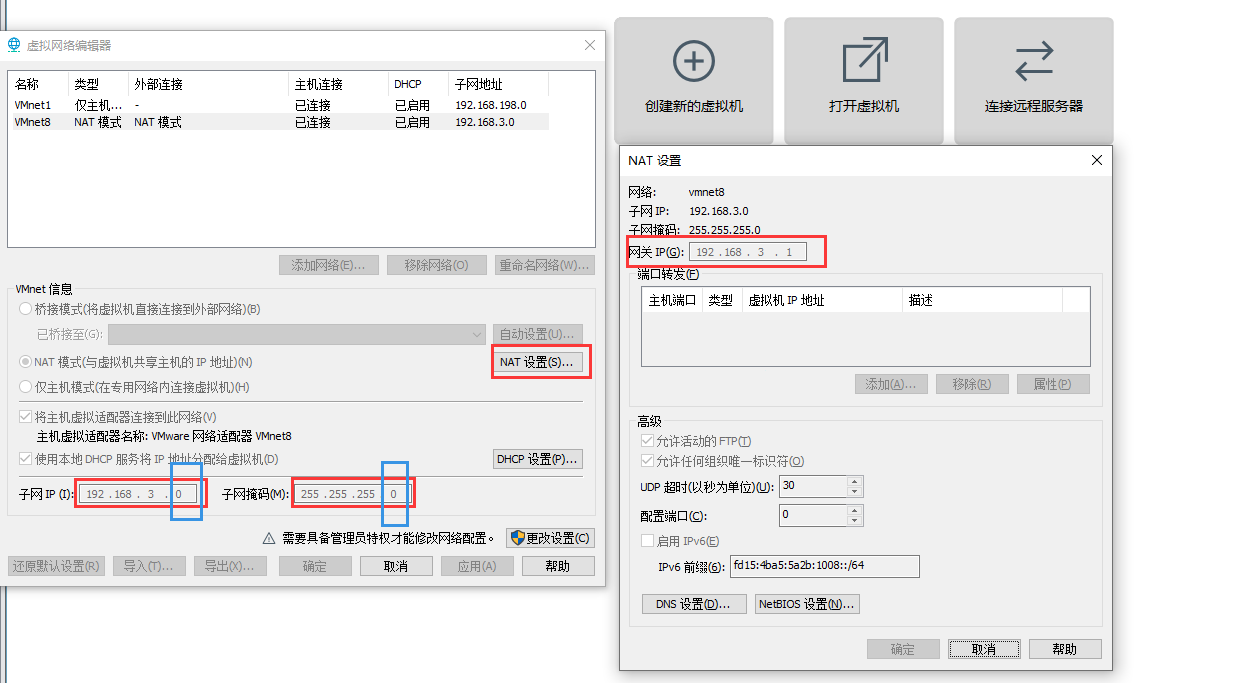 虚拟网络编辑器
名称 类型 外部连接 主机连接 DHCP 子网地址
VMnet1 仅主机... - 已连接 已启用 192.168.198.0
VMnet8 NAT 模式 NAT 模式 已连接 已启用 192.168.3.0
添加网络(E)... 移除网络(O) 重命名网络(W)...
VMnet 信息
桥接模式(将虚拟机直接连接到外部网络)(B)
已桥接至(G): 自动设置(U)...
NAT 模式(与虚拟机共享主机的 IP 地址)(N) NAT 设置(S)...
仅主机模式(在专用网络内连接虚拟机)(H)
将主机虚拟适配器连接到此网络(V)
主机虚拟适配器名称: VMware 网络适配器 VMnet8
使用本地 DHCP 服务将 IP 地址分配给虚拟机(D) DHCP 设置(P)...
子网 IP (I): 192 . 168 . 3 . 0 子网掩码(M): 255 . 255 . 255 . 0
需要具备管理员特权才能修改网络配置。 更改设置(C)
还原默认设置(R) 导入(T)... 导出(X)... 确定 取消 应用(A) 帮助
创建新的虚拟机 打开虚拟机 连接远程服务器
NAT 设置
网络: vmnet8
子网 IP: 192.168.3.0
子网掩码: 255.255.255.0
网关 IP(G): 192 . 168 . 3 . 1
端口转发(F)
主机端口 类型 虚拟机 IP 地址 描述
添加(A)... 移除(R) 属性(P)
高级
允许活动的 FTP(T)
允许任何组织唯一标识符(O)
UDP 超时(以秒为单位)(U): 30
配置端口(C): 0
启用 IPv6(E)
IPv6 前缀(6): fd15:4ba5:5a2b:1008::/64
DNS 设置(D)... NetBIOS 设置(N)...
确定 取消 帮助